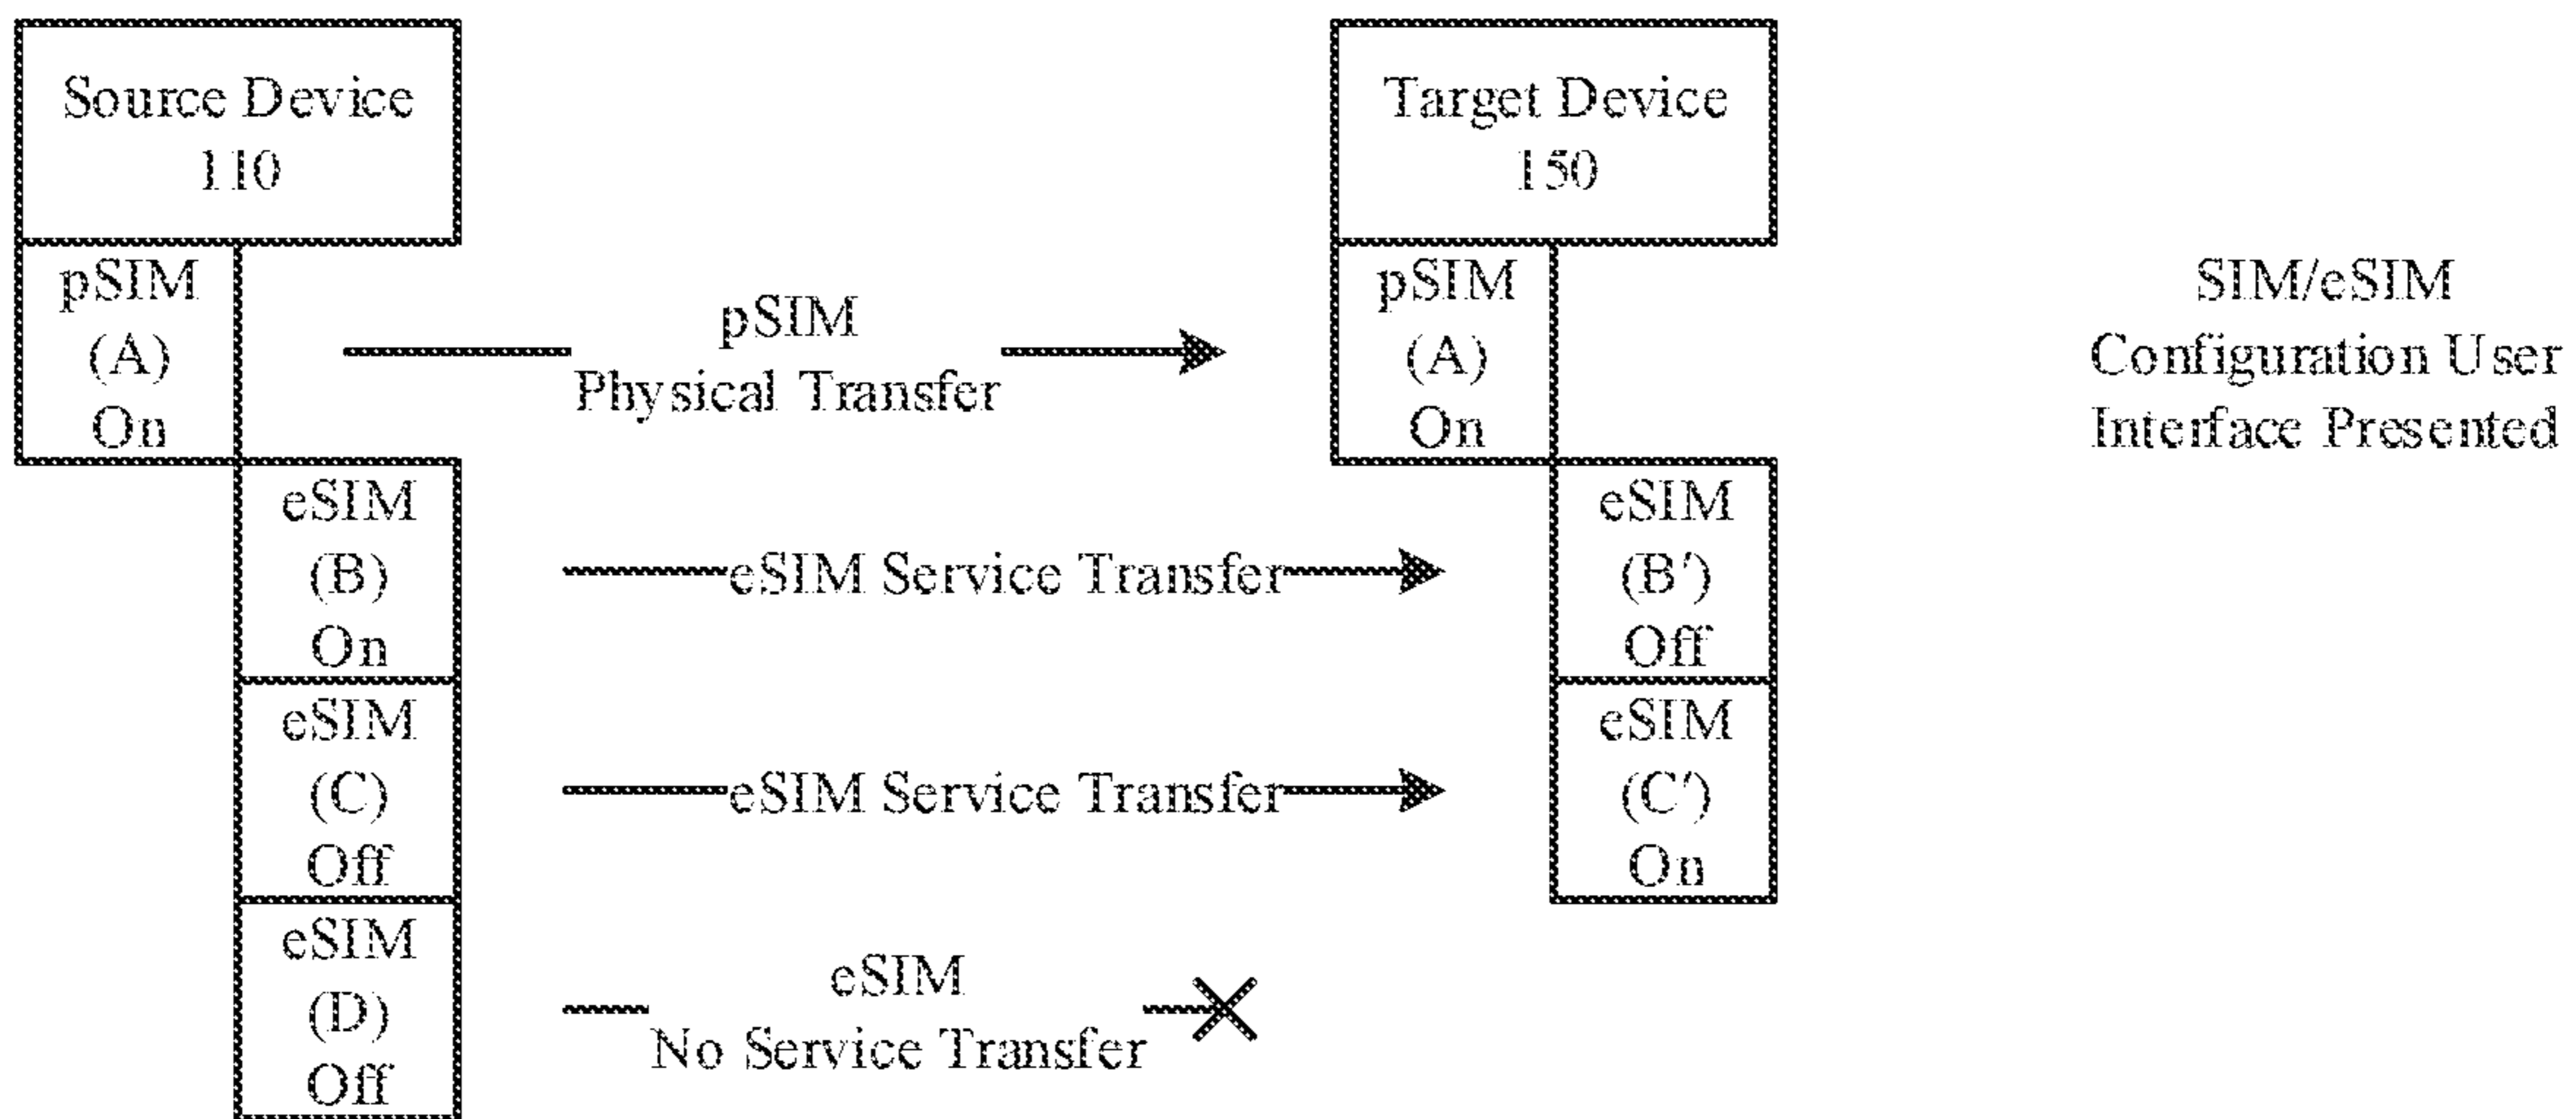 Source Device
110
Target Device
150
pSIM
(A)
On
pSIM
Physical Transfer
pSIM
(A)
On
SIM/eSIM
Configuration User
Interface Presented
eSIM
(B)
On
eSIM Service Transfer
eSIM
(B')
Off
eSIM
(C)
Off
eSIM Service Transfer
eSIM
(C')
On
eSIM
(D)
Off
eSIM
No Service Transfer